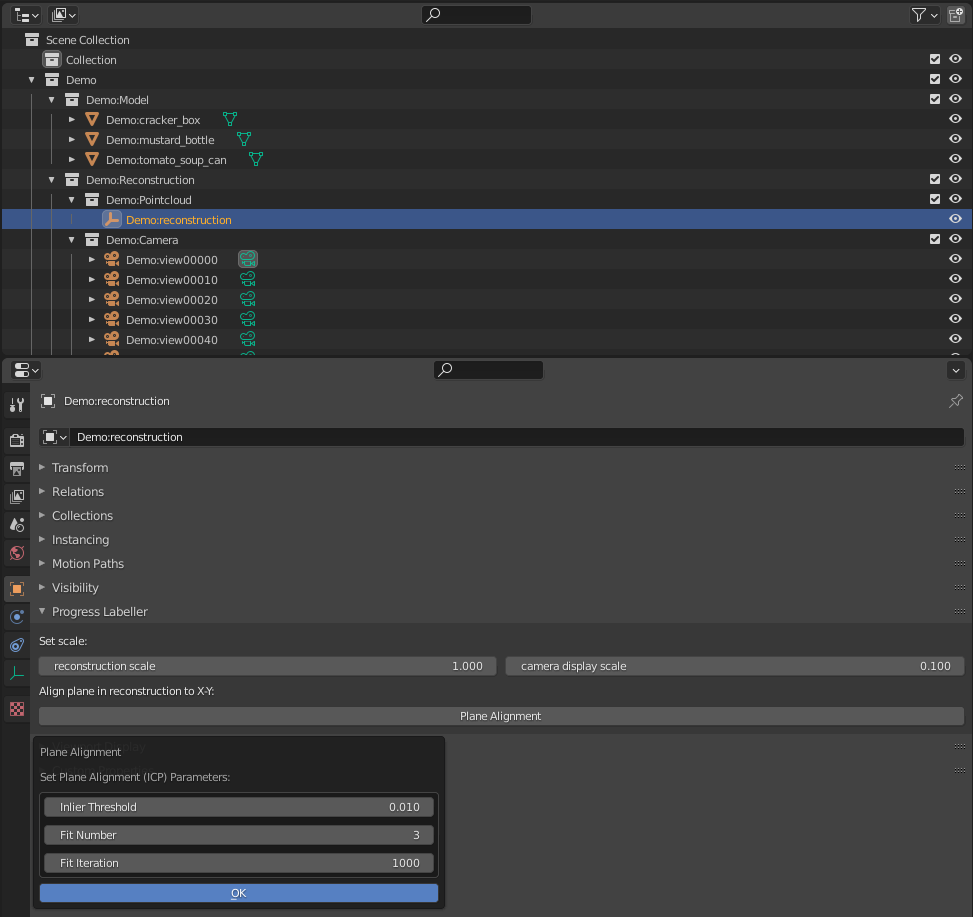 Scene Collection
Collection
Demo
Demo:Model
Demo:cracker_box
Demo:mustard_bottle
Demo:tomato_soup_can
Demo:Reconstruction
Demo:Pointcloud
Demo:reconstruction
Demo:Camera
Demo:view00000
Demo:view00010
Demo:view00020
Demo:view00030
Demo:view00040
Demo:reconstruction
Demo:reconstruction
Transform
Relations
Collections
Instancing
Motion Paths
Visibility
Progress Labeller
Set scale:
reconstruction scale 1.000 camera display scale 0.100
Align plane in reconstruction to X-Y:
Plane Alignment
Plane Alignment
Set Plane Alignment (ICP) Parameters:
Inlier Threshold 0.010
Fit Number 3
Fit Iteration 1000
OK